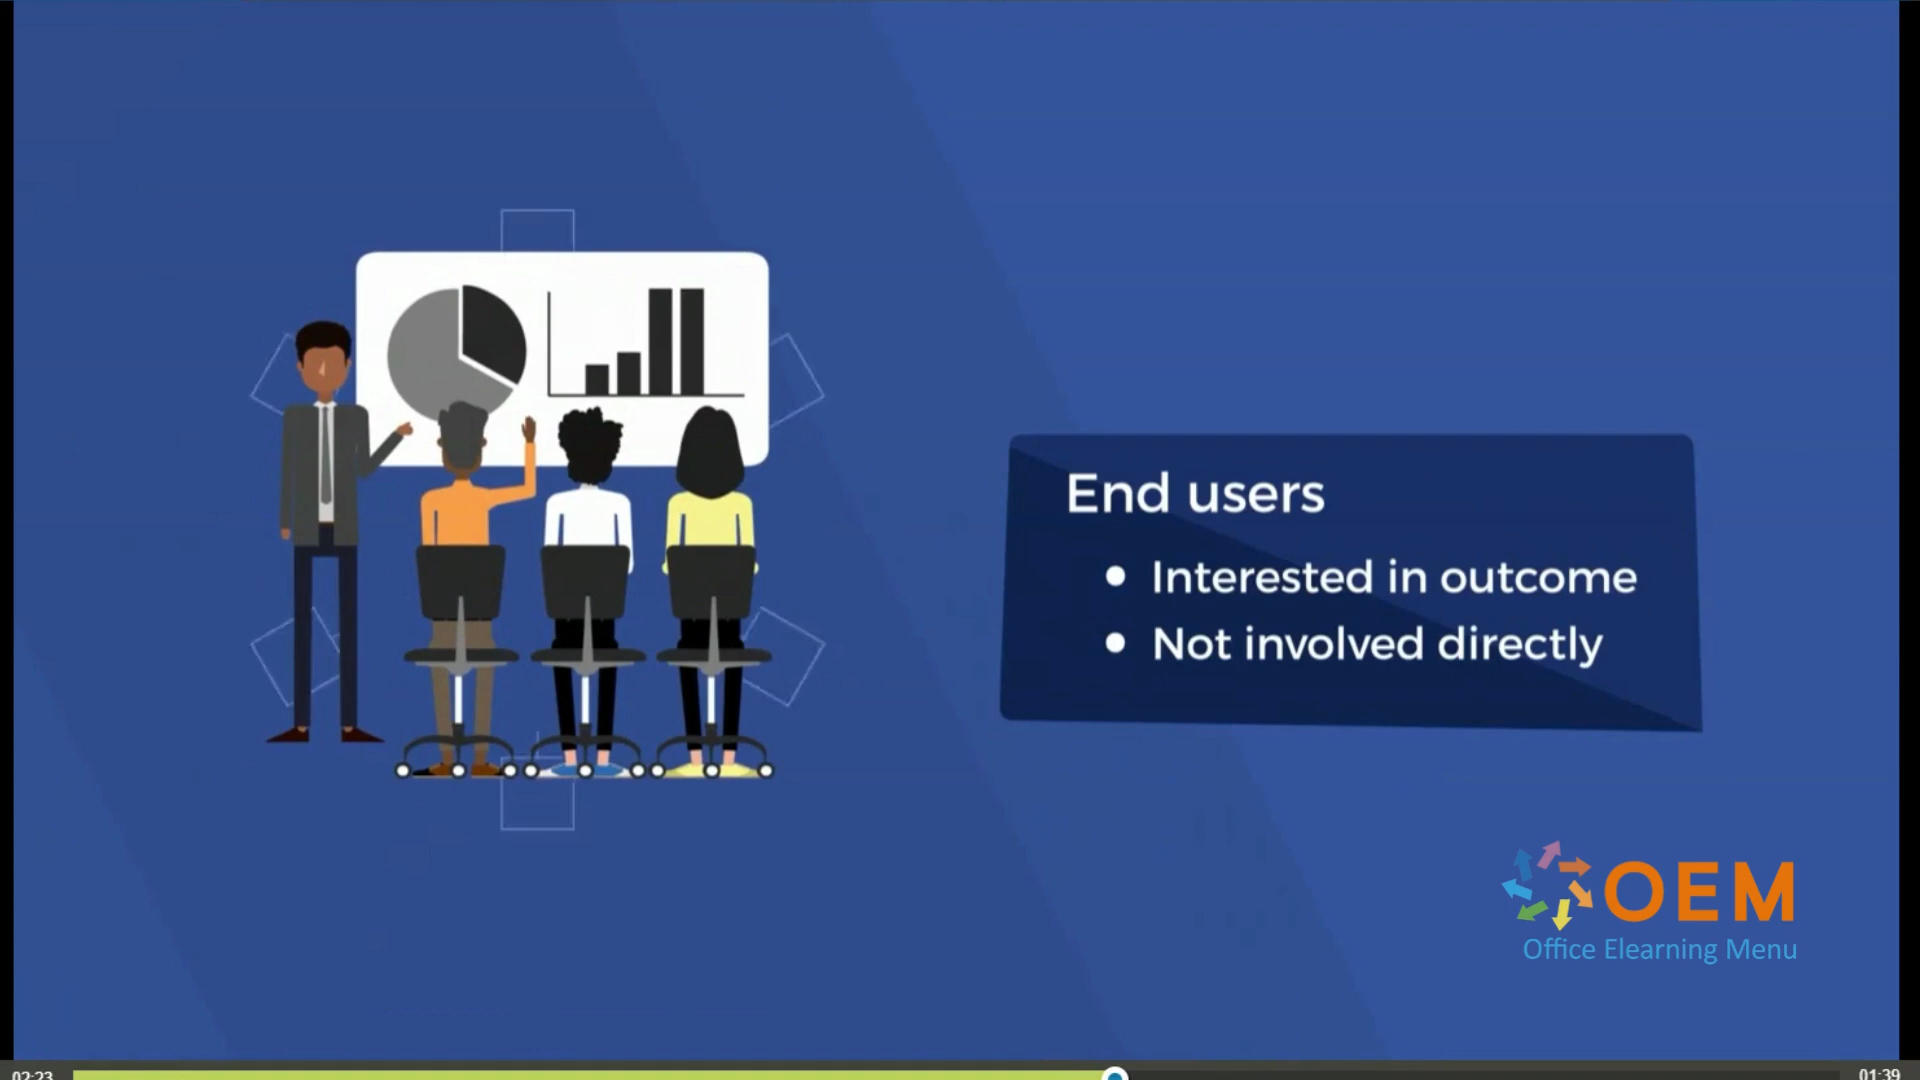 End users
Interested in outcome
Not involved directly
OEM
Office Elearning Menu
02:23
01:39